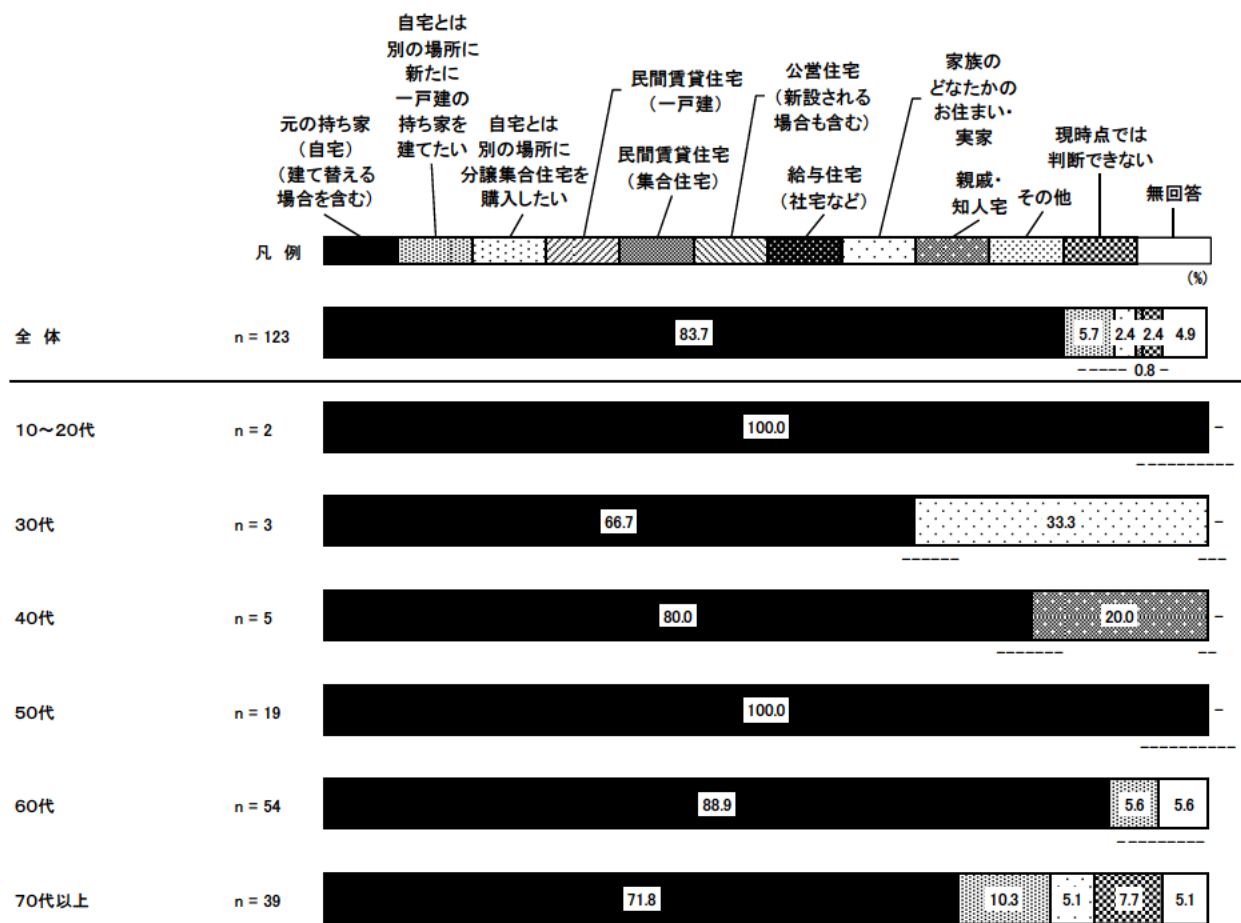 自宅とは
別の場所に
新たに
一戸建の
持ち家を
建てたい
元の持ち家
(自宅)
(建て替える
場合を含む)
自宅とは
別の場所に
分譲集合住宅を
購入したい
民間賃貸住宅
(一戸建)
民間賃貸住宅
(集合住宅)
公営住宅
(新設される
場合も含む)
給与住宅
(社宅など)
家族の
どなたかの
お住まい・
実家
親戚・
知人宅
その他
現時点では
判断できない
無回答
凡 例
(%)
全 体 n = 123 83.7 5.7 2.4 2.4 4.9
----- 0.8 -
10~20代 n = 2 100.0 -
----------
30代 n = 3 66.7 33.3 -
------ ---
40代 n = 5 80.0 20.0 -
------- --
50代 n = 19 100.0 -
----------
60代 n = 54 88.9 5.6 5.6
---------
70代以上 n = 39 71.8 10.3 5.1 7.7 5.1